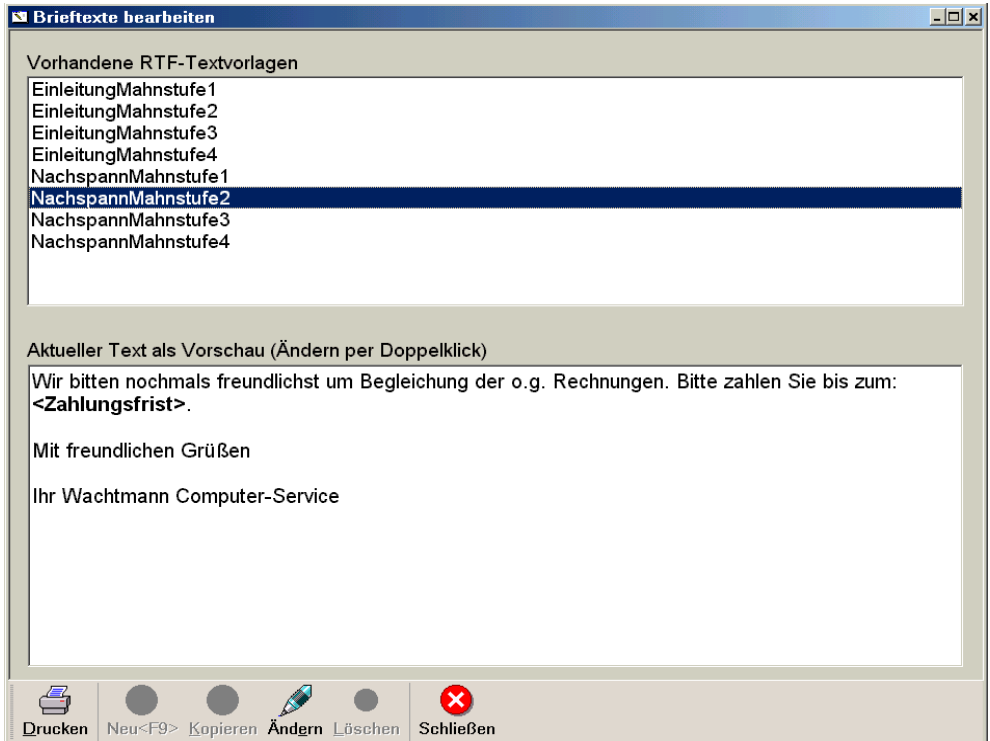 Brieftexte bearbeiten
Vorhandene RTF-Textvorlagen
EinleitungMahnstufe1
EinleitungMahnstufe2
EinleitungMahnstufe3
EinleitungMahnstufe4
NachspannMahnstufe1
NachspannMahnstufe2
NachspannMahnstufe3
NachspannMahnstufe4
Aktueller Text als Vorschau (Ändern per Doppelklick)
Wir bitten nochmals freundlichst um Begleichung der o.g. Rechnungen. Bitte zahlen Sie bis zum:
<Zahlungsfrist>.
Mit freundlichen Grüßen
Ihr Wachtmann Computer-Service
Drucken Neu<F9> Kopieren Ändern Löschen Schließen